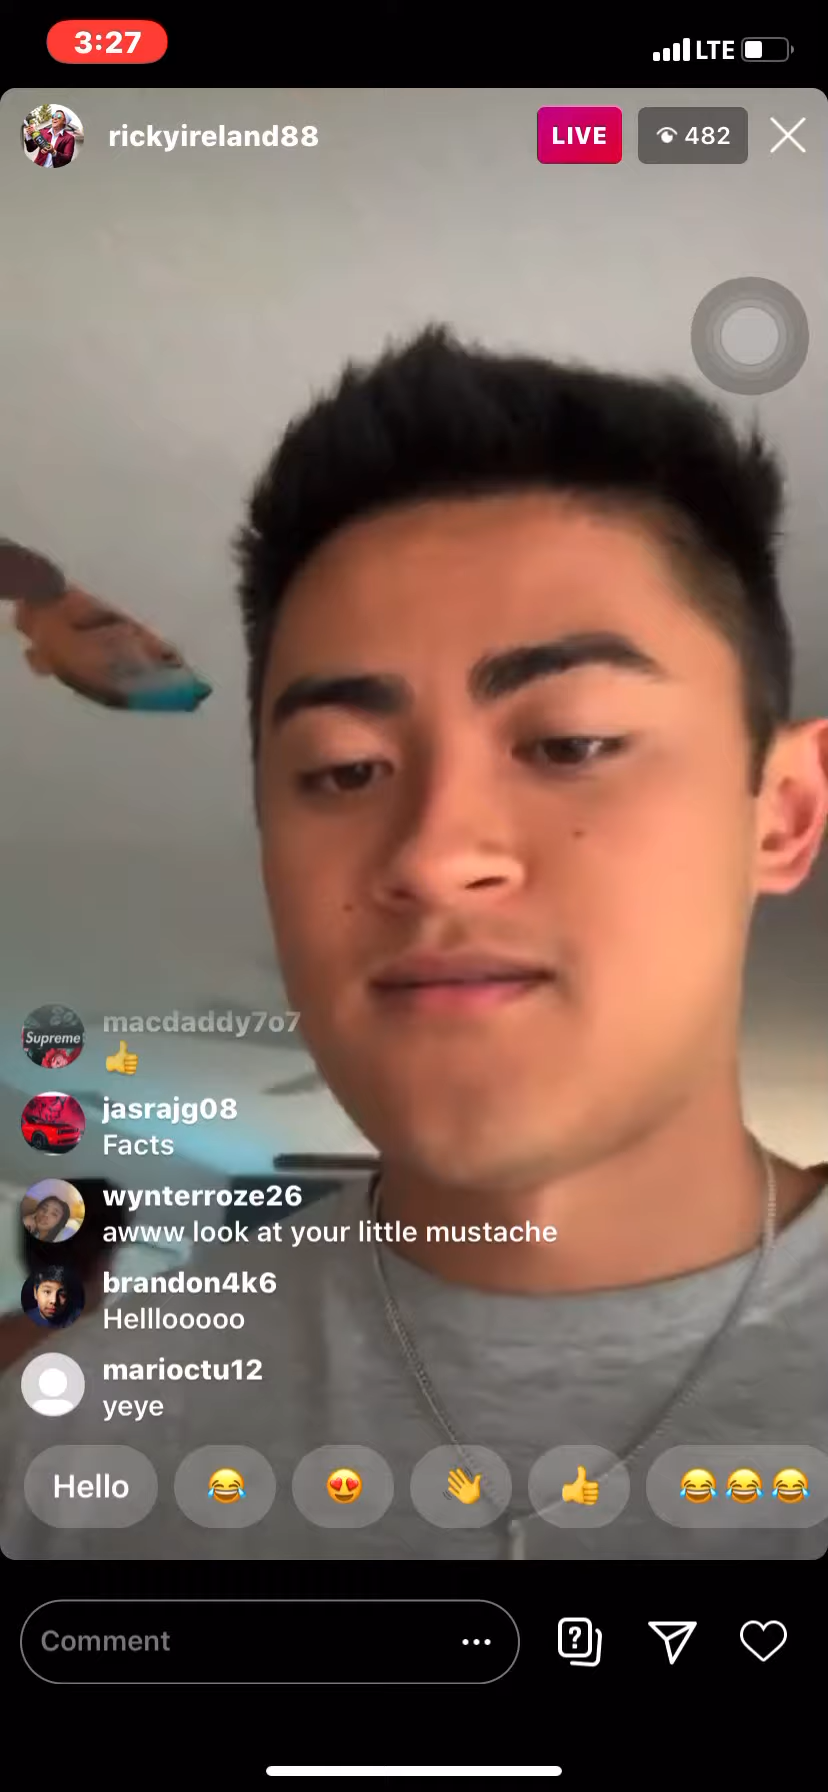 3:27
LTE
rickyireland88
LIVE
482
macdaddy7o7
Supreme
👍
jasrajg08
Facts
wynterroze26
awww look at your little mustache
brandon4k6
Helllooooo
marioctu12
yeye
Hello 😂 😍 👋 👍 😂😂😂
Comment